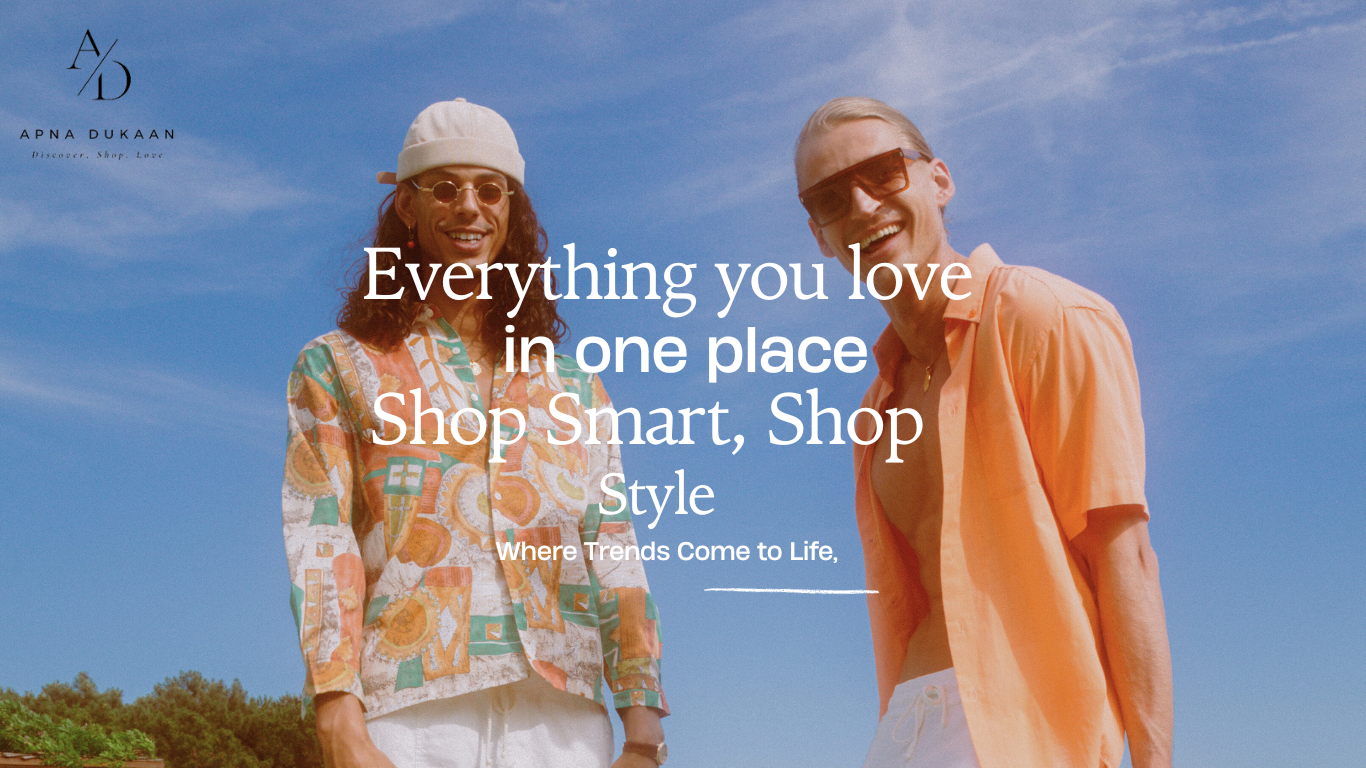 A/D
APNA DUKAAN
Discover. Shop. Love.
Everything you love
in one place
Shop Smart, Shop
Style
Where Trends Come to Life,